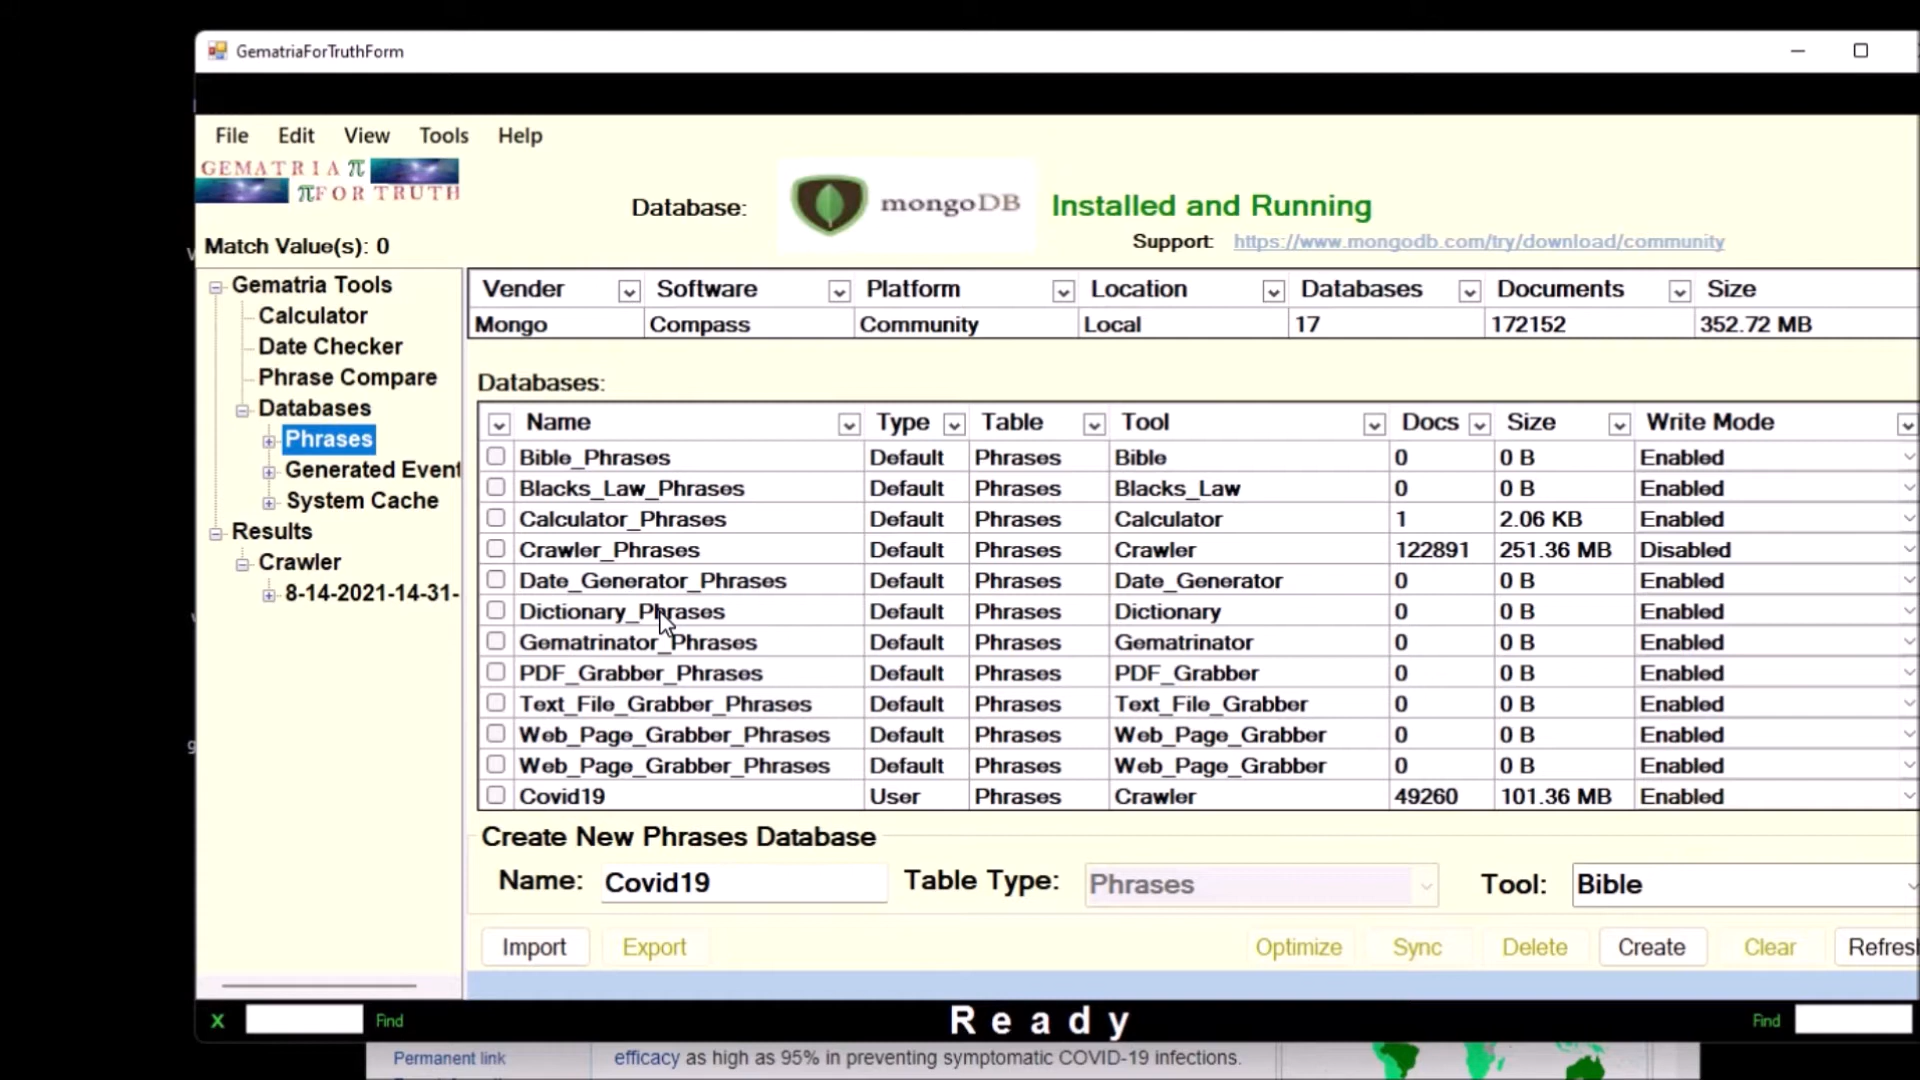 GematriaForTruthForm
File Edit View Tools Help
GEMATRIA π
πFOR TRUTH
Database:
mongoDB
Installed and Running
Support: https://www.mongodb.com/try/download/community
Match Value(s): 0
Gematria Tools
Calculator
Date Checker
Phrase Compare
Databases
Phrases
Generated Event
System Cache
Results
Crawler
8-14-2021-14-31-
Vender Software Platform Location Databases Documents Size
Mongo Compass Community Local 17 172152 352.72 MB
Databases:
Name Type Table Tool Docs Size Write Mode
Bible_Phrases Default Phrases Bible 0 0 B Enabled
Blacks_Law_Phrases Default Phrases Blacks_Law 0 0 B Enabled
Calculator_Phrases Default Phrases Calculator 1 2.06 KB Enabled
Crawler_Phrases Default Phrases Crawler 122891 251.36 MB Disabled
Date_Generator_Phrases Default Phrases Date_Generator 0 0 B Enabled
Dictionary_Phrases Default Phrases Dictionary 0 0 B Enabled
Gematrinator_Phrases Default Phrases Gematrinator 0 0 B Enabled
PDF_Grabber_Phrases Default Phrases PDF_Grabber 0 0 B Enabled
Text_File_Grabber_Phrases Default Phrases Text_File_Grabber 0 0 B Enabled
Web_Page_Grabber_Phrases Default Phrases Web_Page_Grabber 0 0 B Enabled
Web_Page_Grabber_Phrases Default Phrases Web_Page_Grabber 0 0 B Enabled
Covid19 User Phrases Crawler 49260 101.36 MB Enabled
Create New Phrases Database
Name: Covid19 Table Type: Phrases Tool: Bible
Import Export Optimize Sync Delete Create Clear Refres
X Find Ready Find
Permanent link
efficacy as high as 95% in preventing symptomatic COVID-19 infections.